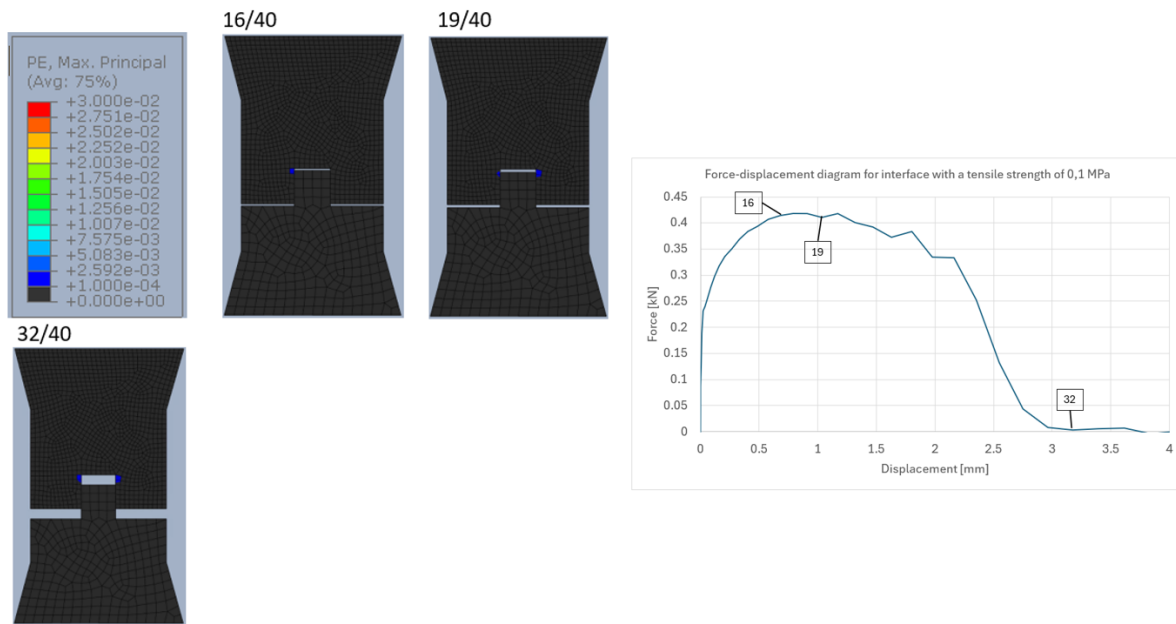 16/40
19/40
PE, Max. Principal
(Avg: 75%)
+3.000e-02
+2.751e-02
+2.502e-02
+2.252e-02
+2.003e-02
+1.754e-02
+1.505e-02
+1.256e-02
+1.007e-02
+7.575e-03
+5.083e-03
+2.592e-03
+1.000e-04
+0.000e+00
32/40
Force-displacement diagram for interface with a tensile strength of 0,1 MPa
Force [kN]
0.45
0.4
0.35
0.3
0.25
0.2
0.15
0.1
0.05
0
16
19
32
0 0.5 1 1.5 2 2.5 3 3.5 4
Displacement [mm]